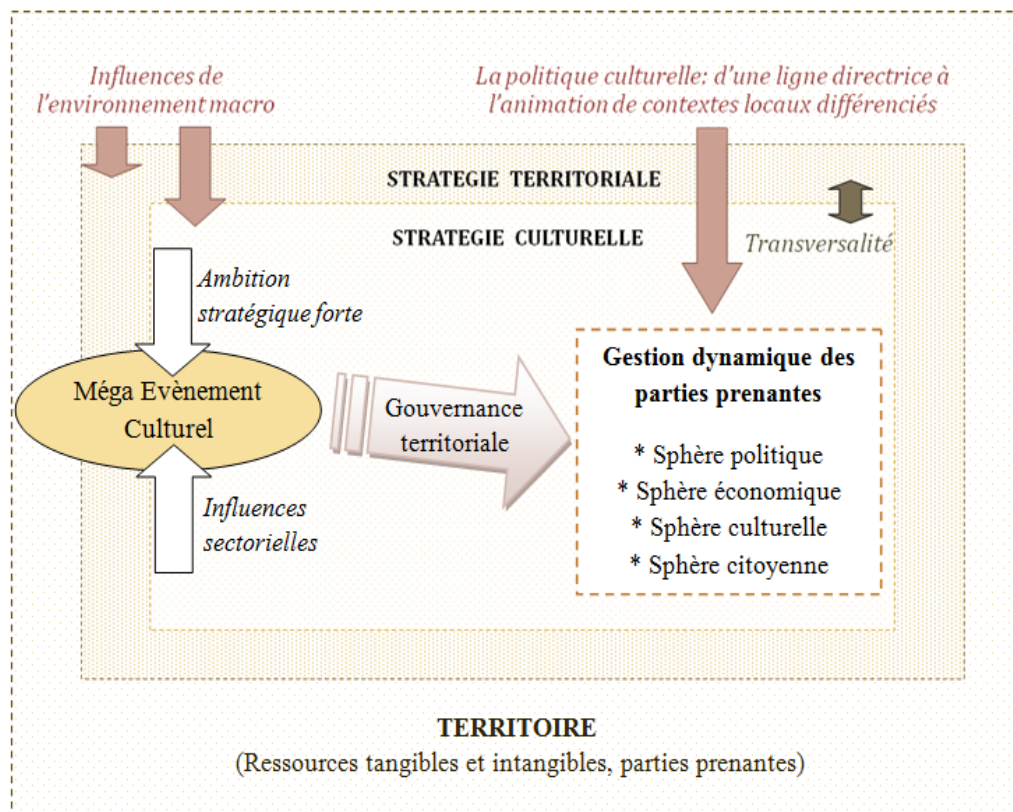 Influences de
l'environnement macro
La politique culturelle: d'une ligne directrice à
l'animation de contextes locaux différenciés
STRATEGIE TERRITORIALE
STRATEGIE CULTURELLE
Transversalité
Ambition
stratégique forte
Méga Evènement
Culturel
Influences
sectorielles
Gouvernance
territoriale
Gestion dynamique des
parties prenantes
* Sphère politique
* Sphère économique
* Sphère culturelle
* Sphère citoyenne
TERRITOIRE
(Ressources tangibles et intangibles, parties prenantes)